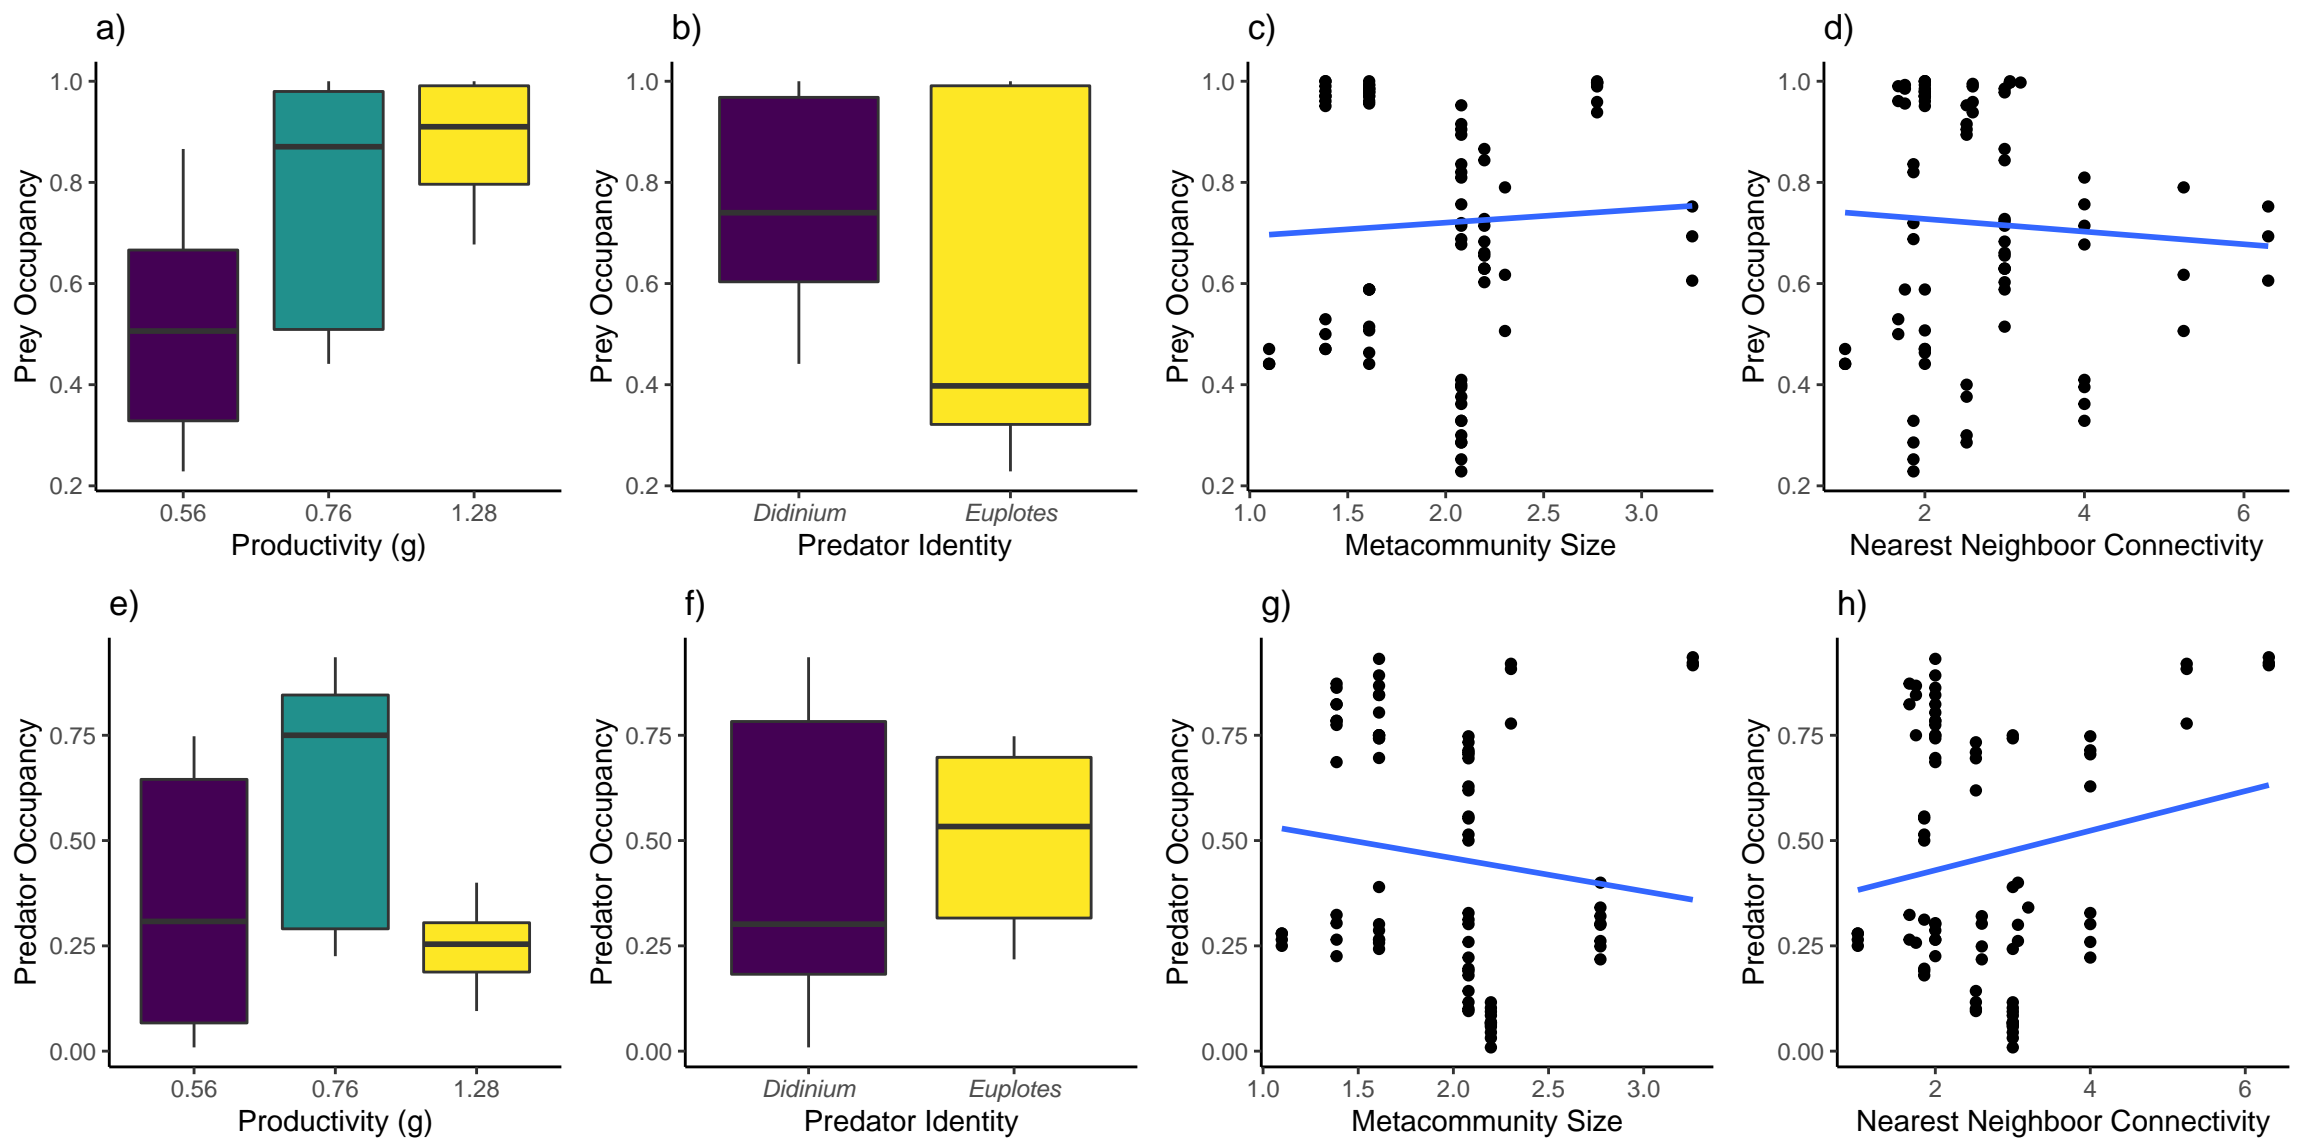 a)
Prey Occupancy
1.0
0.8
0.6
0.4
0.2
0.56 0.76 1.28
Productivity (g)
b)
Prey Occupancy
1.0
0.8
0.6
0.4
0.2
Didinium Euplotes
Predator Identity
c)
Prey Occupancy
1.0
0.8
0.6
0.4
0.2
1.0 1.5 2.0 2.5 3.0
Metacommunity Size
d)
Prey Occupancy
1.0
0.8
0.6
0.4
0.2
2 4 6
Nearest Neighboor Connectivity
e)
Predator Occupancy
0.75
0.50
0.25
0.00
0.56 0.76 1.28
Productivity (g)
f)
Predator Occupancy
0.75
0.50
0.25
0.00
Didinium Euplotes
Predator Identity
g)
Predator Occupancy
0.75
0.50
0.25
0.00
1.0 1.5 2.0 2.5 3.0
Metacommunity Size
h)
Predator Occupancy
0.75
0.50
0.25
0.00
2 4 6
Nearest Neighboor Connectivity